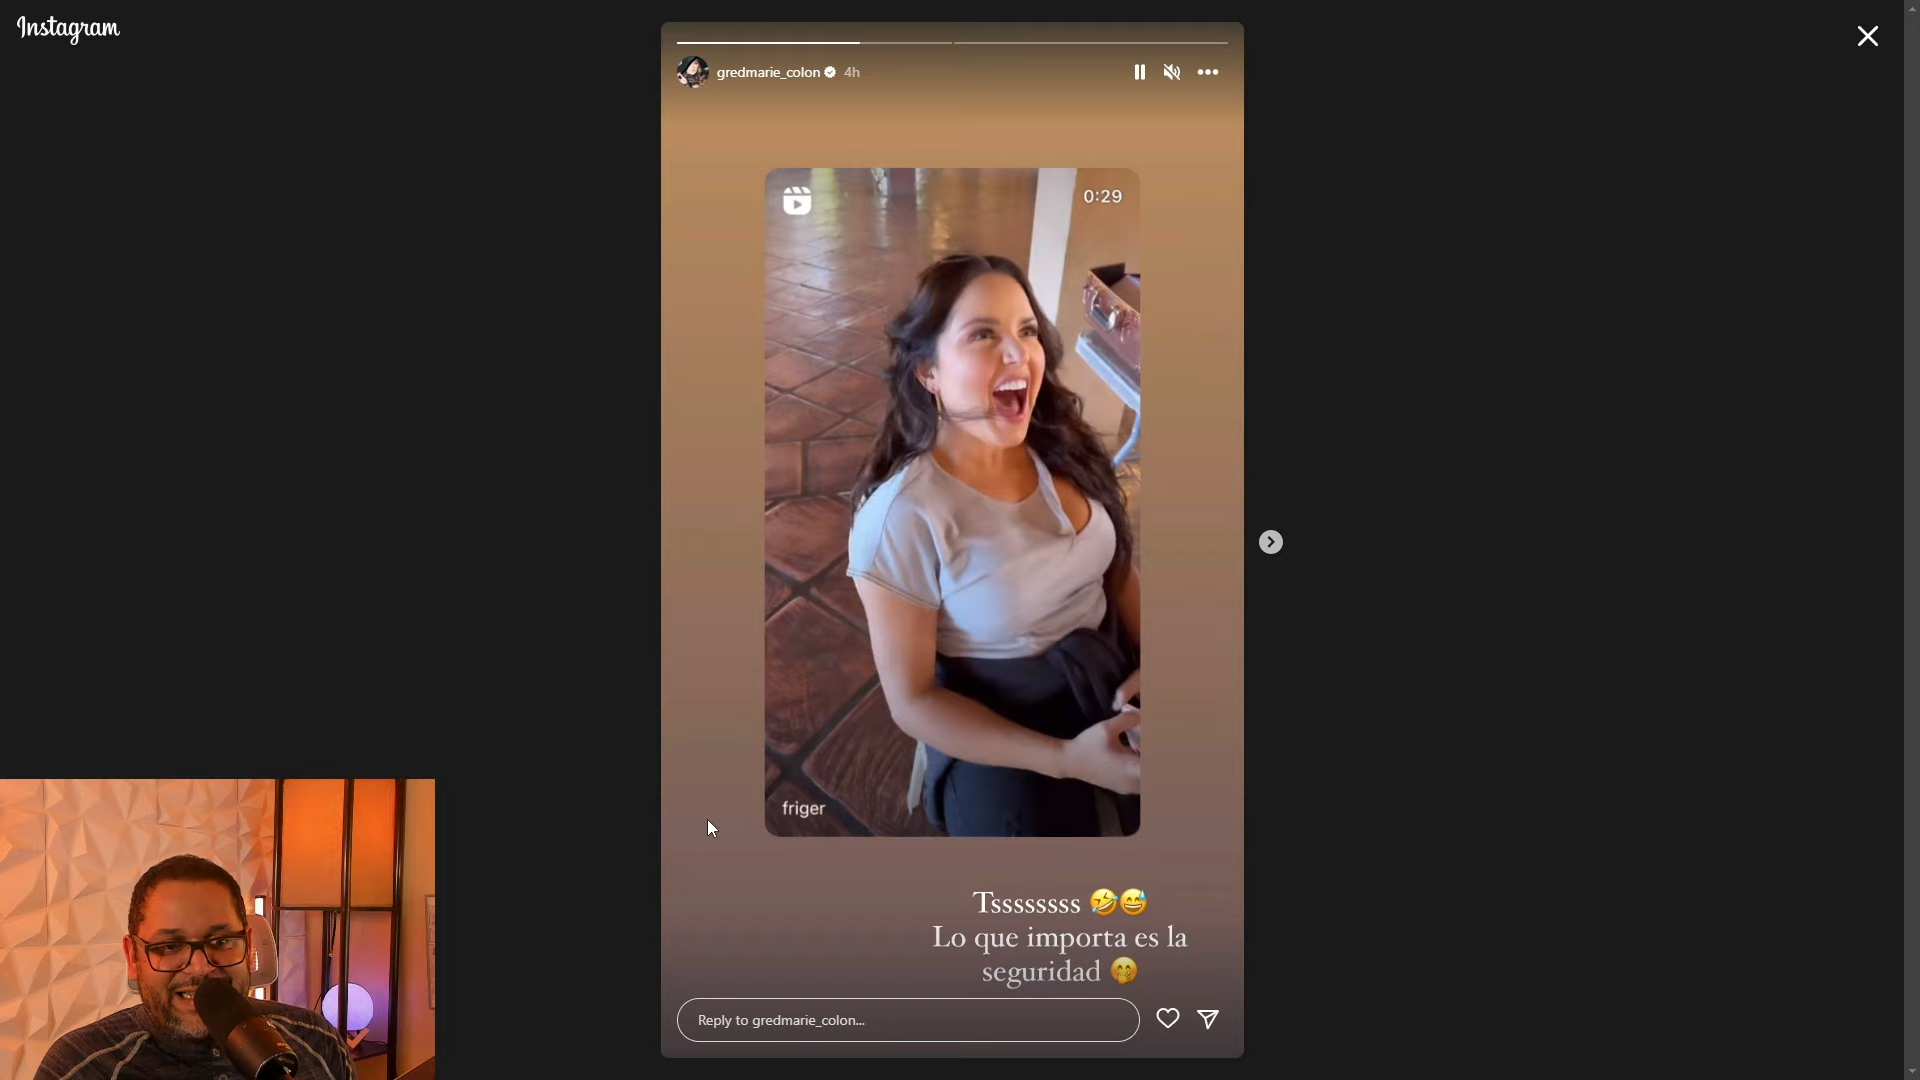 Instagram
gredmarie_colon 4h
0:29
friger
Tssssssss 🤣😅
Lo que importa es la
seguridad 🤭
Reply to gredmarie_colon...